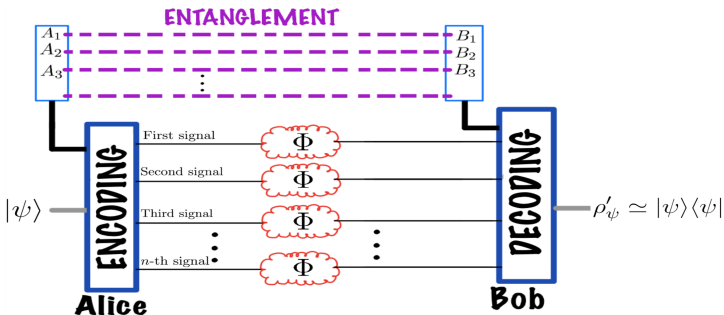 ENTANGLEMENT
A₁ B₁
A₂ B₂
A₃ B₃
First signal Φ
Second signal Φ
Third signal Φ
n-th signal Φ
|ψ⟩
ENCODING
DECODING
ρ′ψ ≃ |ψ⟩⟨ψ|
Alice
Bob